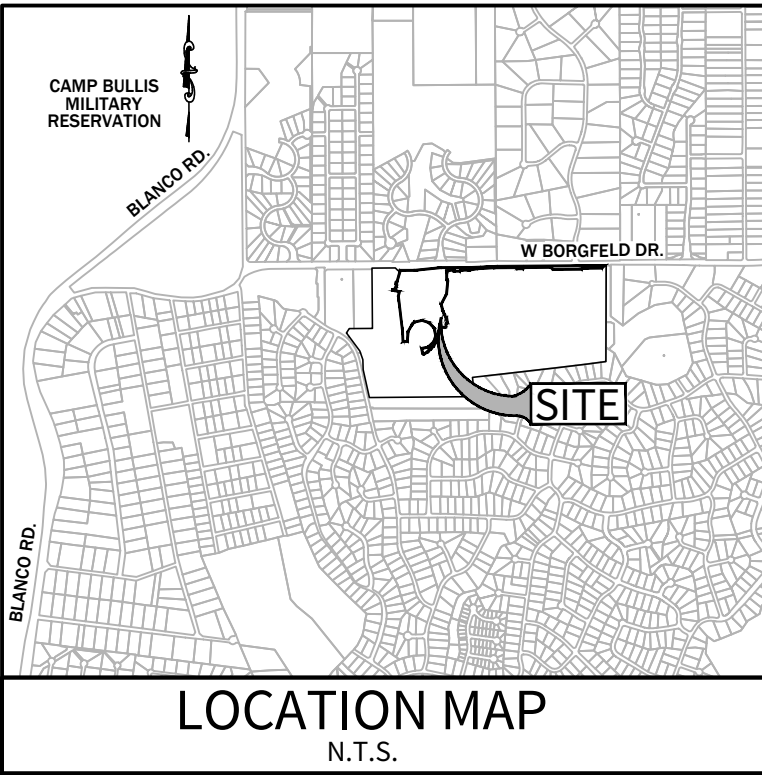 CAMP BULLIS
MILITARY
RESERVATION
BLANCO RD.
W BORGFELD DR.
SITE
BLANCO RD.
LOCATION MAP
N.T.S.